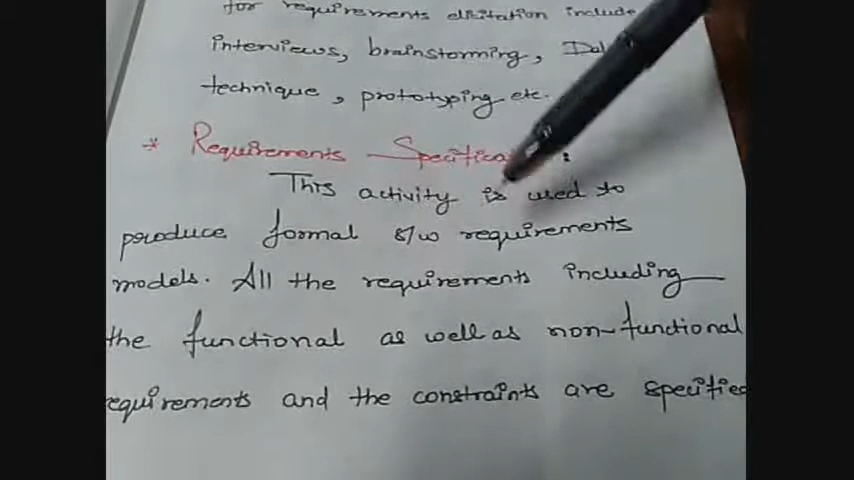 for requirements elicitation include
interviews, brainstorming,
technique, prototyping etc.
* Requirements
This activity is used to
produce formal s/w requirements
models. All the requirements including
the functional as well as non-functional
requirements and the constraints are specified